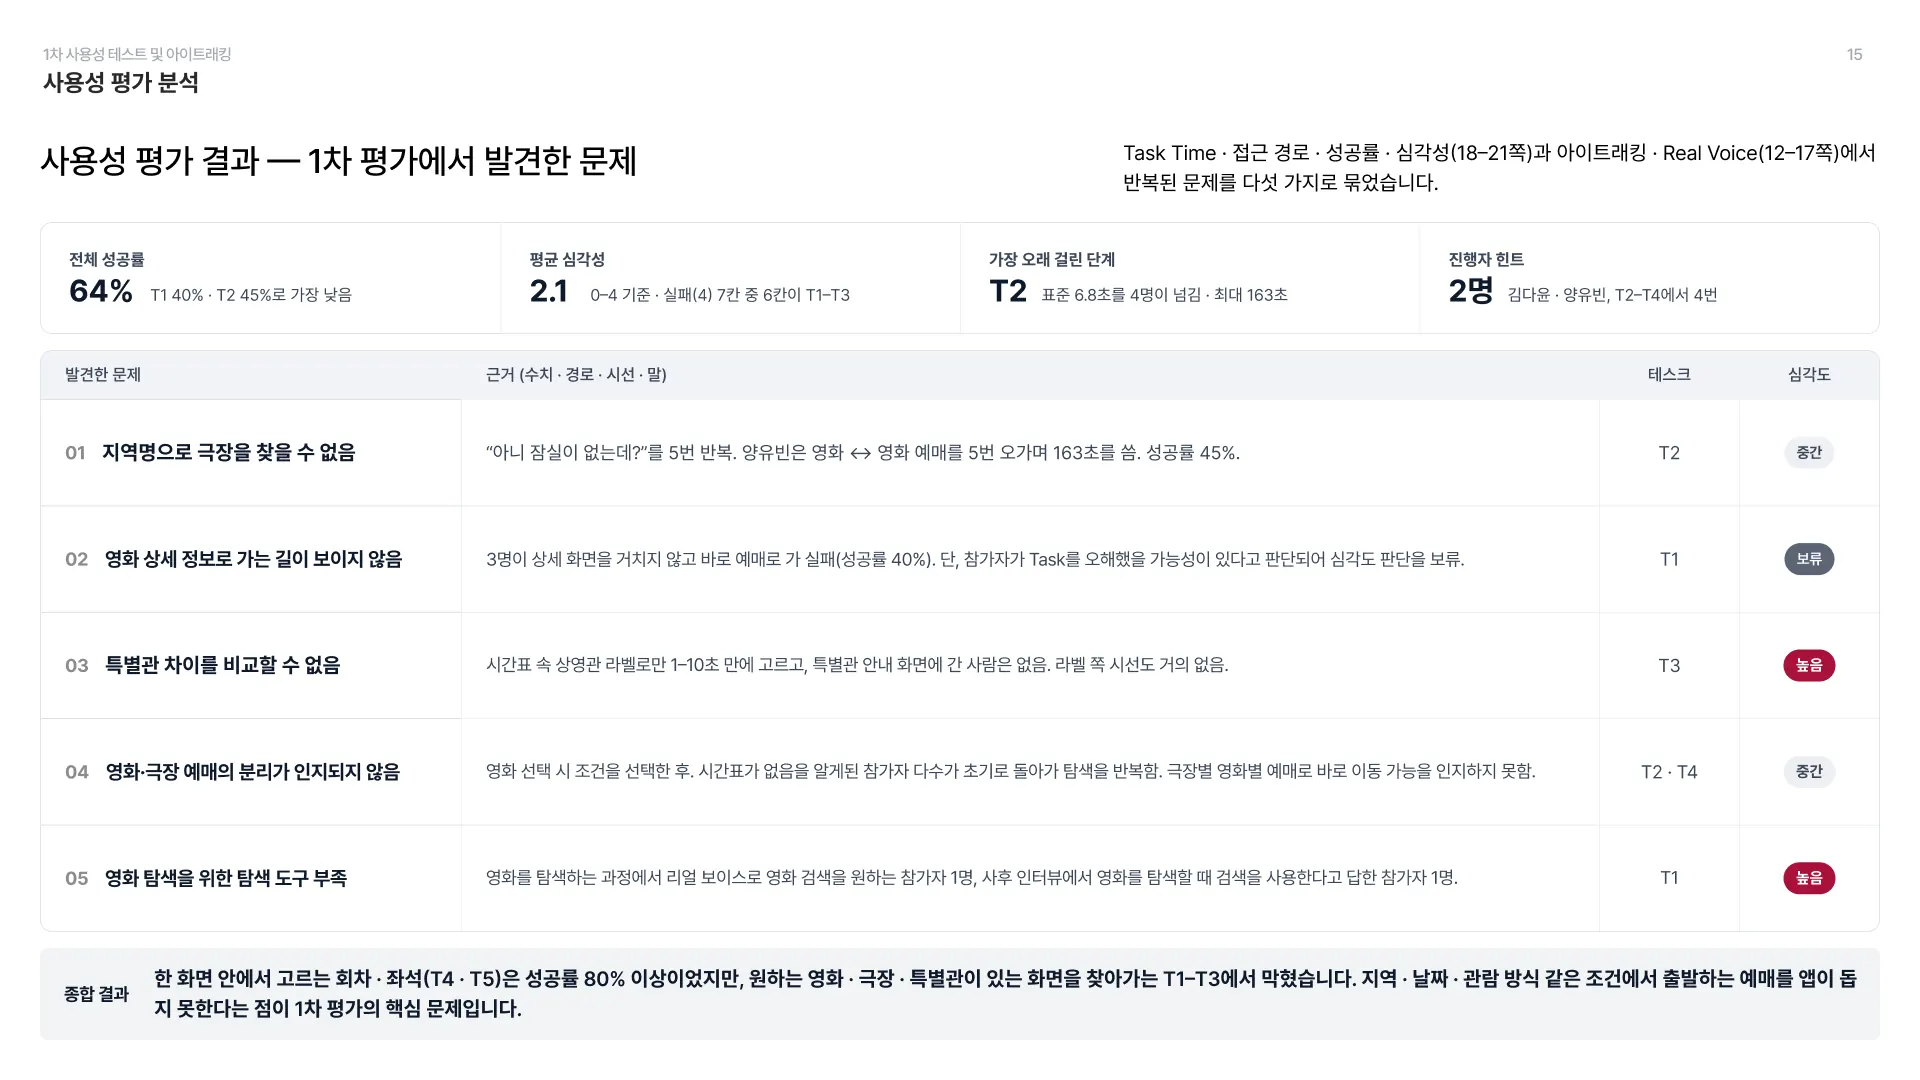 1차 사용성 테스트 및 아이트래킹
15
사용성 평가 분석
사용성 평가 결과 — 1차 평가에서 발견한 문제
Task Time · 접근 경로 · 성공률 · 심각성(18–21쪽)과 아이트래킹 · Real Voice(12–17쪽)에서
반복된 문제를 다섯 가지로 묶었습니다.
전체 성공률
64% T1 40% · T2 45%로 가장 낮음
평균 심각성
2.1 0–4 기준 · 실패(4) 7칸 중 6칸이 T1–T3
가장 오래 걸린 단계
T2 표준 6.8초를 4명이 넘김 · 최대 163초
진행자 힌트
2명 김다윤 · 양유빈, T2–T4에서 4번
발견한 문제 근거 (수치 · 경로 · 시선 · 말) 테스크 심각도
01 지역명으로 극장을 찾을 수 없음 “아니 잠실이 없는데?”를 5번 반복. 양유빈은 영화 ↔ 영화 예매를 5번 오가며 163초를 씀. 성공률 45%. T2 중간
02 영화 상세 정보로 가는 길이 보이지 않음 3명이 상세 화면을 거치지 않고 바로 예매로 가 실패(성공률 40%). 단, 참가자가 Task를 오해했을 가능성이 있다고 판단되어 심각도 판단을 보류. T1 보류
03 특별관 차이를 비교할 수 없음 시간표 속 상영관 라벨로만 1–10초 만에 고르고, 특별관 안내 화면에 간 사람은 없음. 라벨 쪽 시선도 거의 없음. T3 높음
04 영화·극장 예매의 분리가 인지되지 않음 영화 선택 시 조건을 선택한 후. 시간표가 없음을 알게된 참가자 다수가 초기로 돌아가 탐색을 반복함. 극장별 영화별 예매로 바로 이동 가능을 인지하지 못함. T2 · T4 중간
05 영화 탐색을 위한 탐색 도구 부족 영화를 탐색하는 과정에서 리얼 보이스로 영화 검색을 원하는 참가자 1명, 사후 인터뷰에서 영화를 탐색할 때 검색을 사용한다고 답한 참가자 1명. T1 높음
종합 결과
한 화면 안에서 고르는 회차 · 좌석(T4 · T5)은 성공률 80% 이상이었지만, 원하는 영화 · 극장 · 특별관이 있는 화면을 찾아가는 T1–T3에서 막혔습니다. 지역 · 날짜 · 관람 방식 같은 조건에서 출발하는 예매를 앱이 돕
지 못한다는 점이 1차 평가의 핵심 문제입니다.